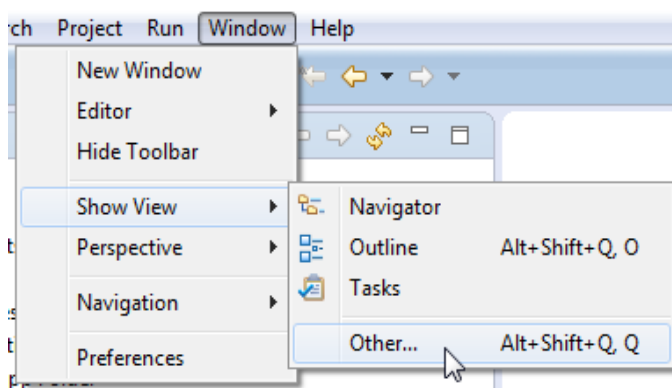 Project Run Window Help
New Window
Editor
Hide Toolbar
Show View
Perspective
Navigation
Preferences
Navigator
Outline Alt+Shift+Q, O
Tasks
Other... Alt+Shift+Q, Q